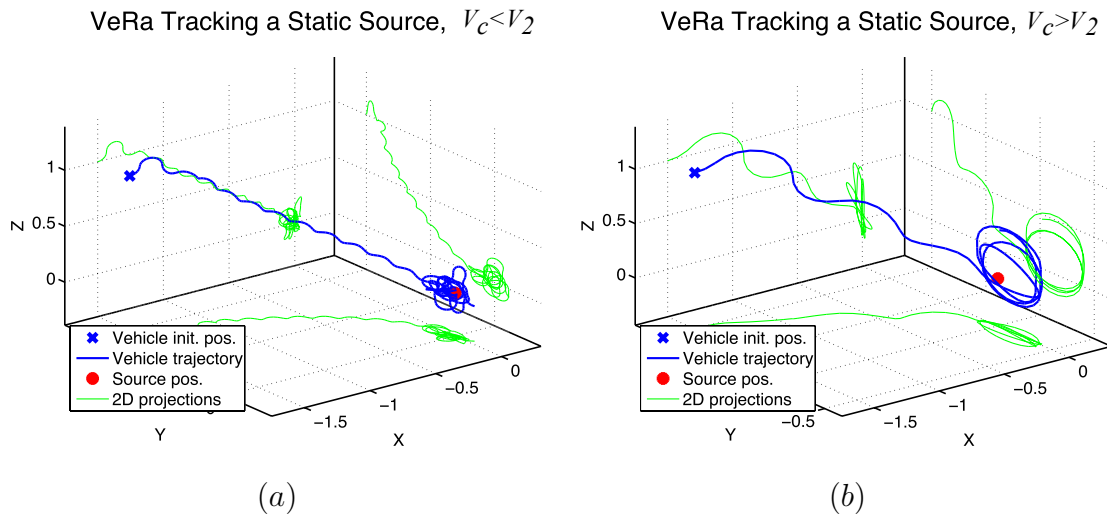 VeRa Tracking a Static Source, Vc<V2
1
0.5
0
Z
Vehicle init. pos.
Vehicle trajectory
Source pos.
2D projections
Y
−1.5
−1
−0.5
0
X
(a)
VeRa Tracking a Static Source, Vc>V2
1
0.5
0
Z
Vehicle init. pos.
Vehicle trajectory
Source pos.
2D projections
−0.5
Y
−1.5
−1
−0.5
0
X
(b)